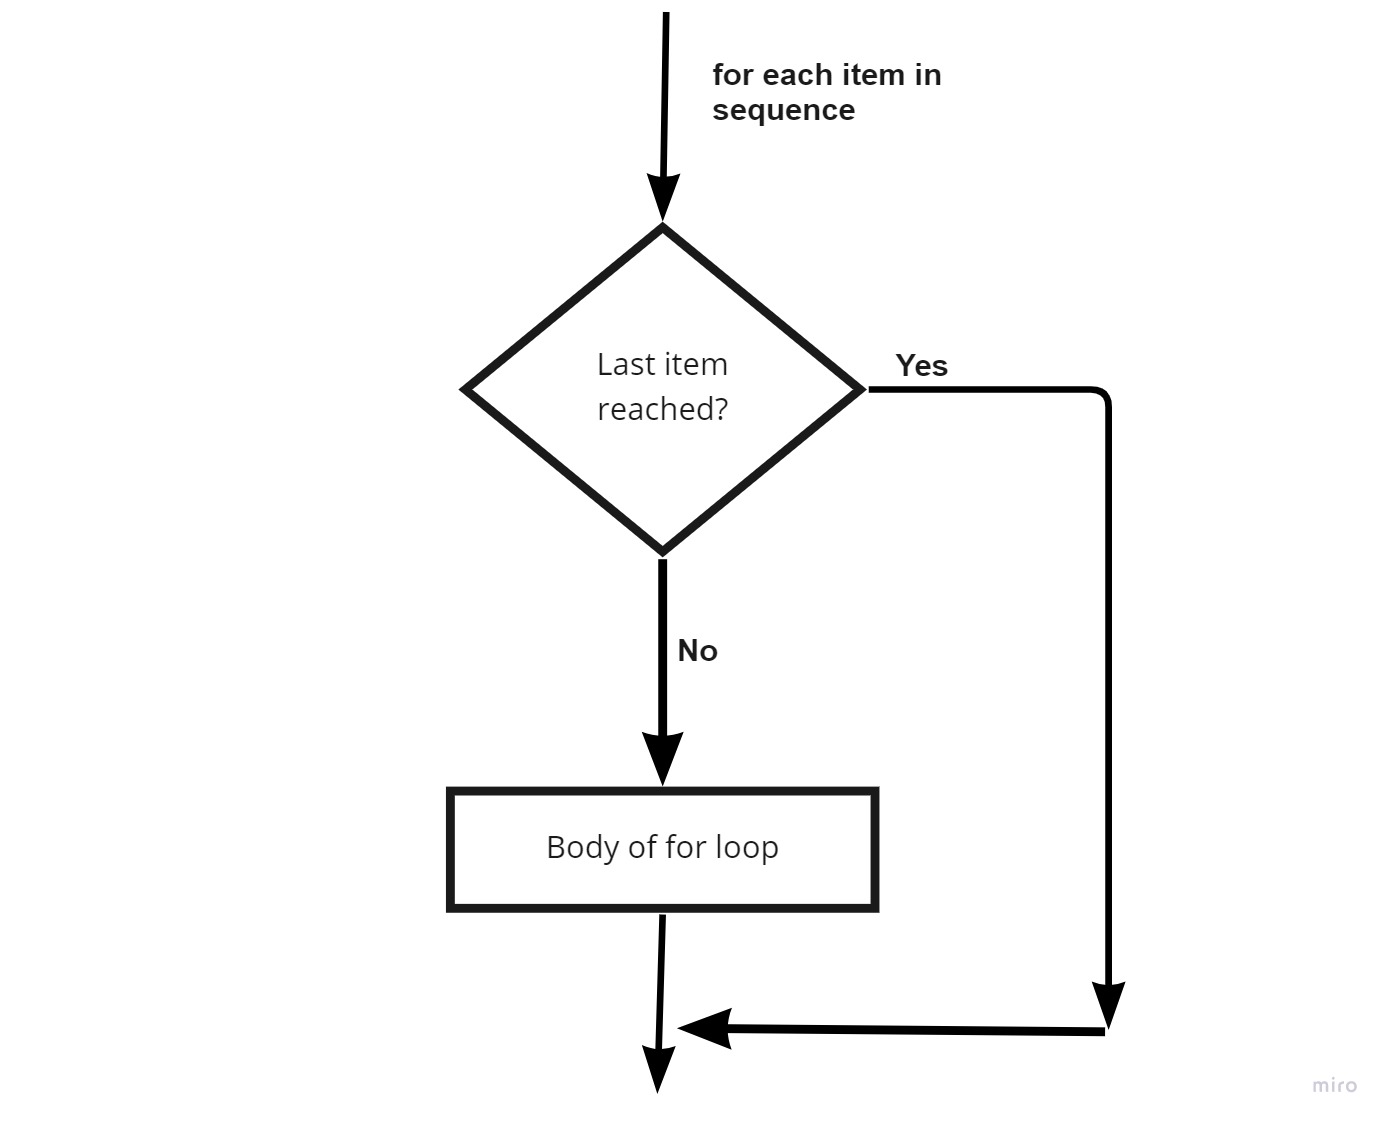 for each item in
sequence
Last item
reached?
Yes
No
Body of for loop
miro